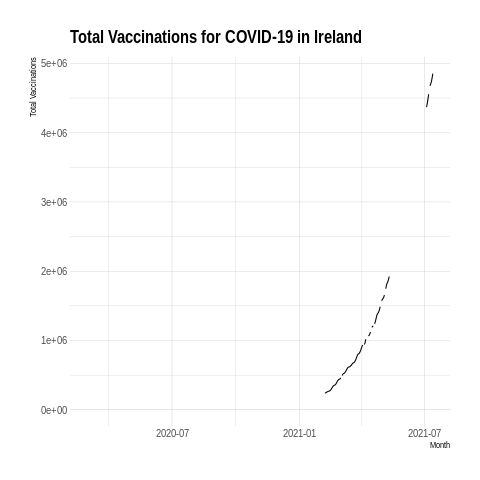 Total Vaccinations for COVID-19 in Ireland
Total Vaccinations
5e+06
4e+06
3e+06
2e+06
1e+06
0e+00
2020-07
2021-01
2021-07
Month